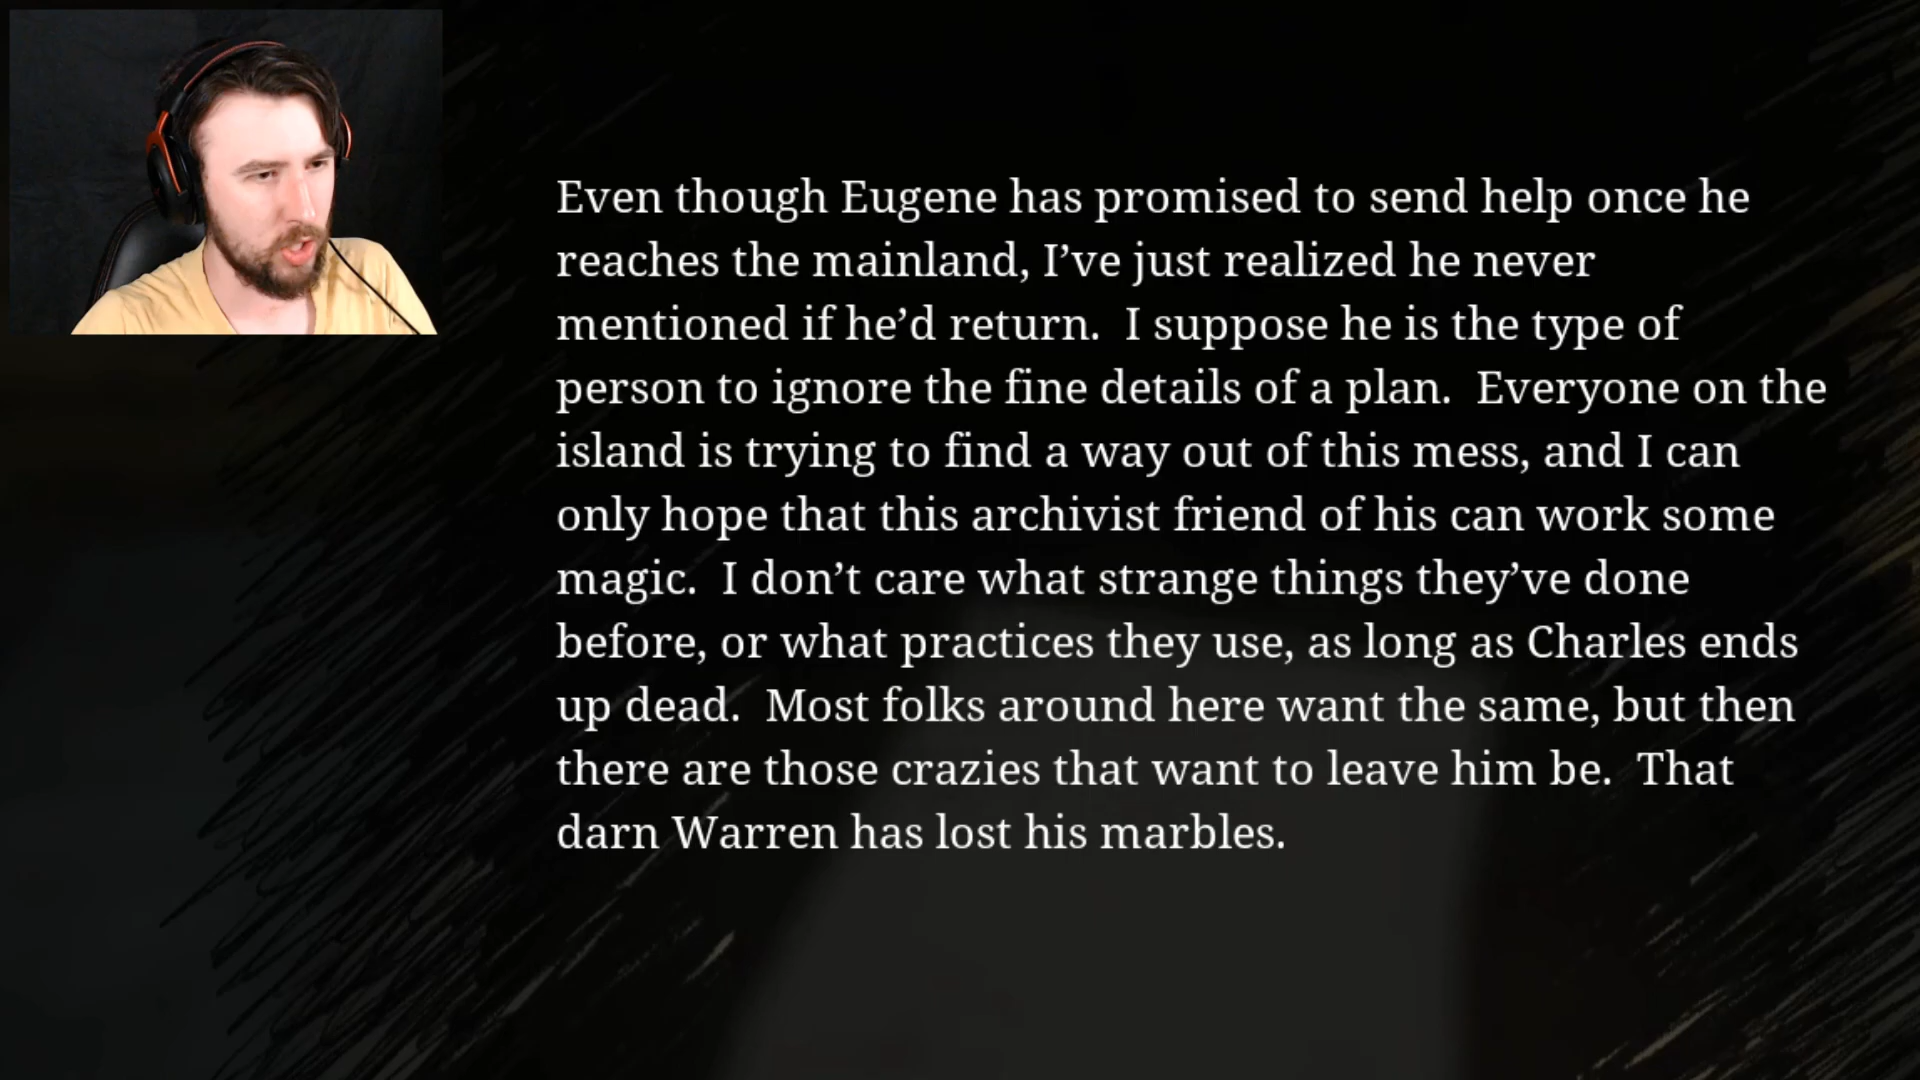 Even though Eugene has promised to send help once he
reaches the mainland, I’ve just realized he never
mentioned if he’d return.  I suppose he is the type of
person to ignore the fine details of a plan.  Everyone on the
island is trying to find a way out of this mess, and I can
only hope that this archivist friend of his can work some
magic.  I don’t care what strange things they’ve done
before, or what practices they use, as long as Charles ends
up dead.  Most folks around here want the same, but then
there are those crazies that want to leave him be.  That
darn Warren has lost his marbles.